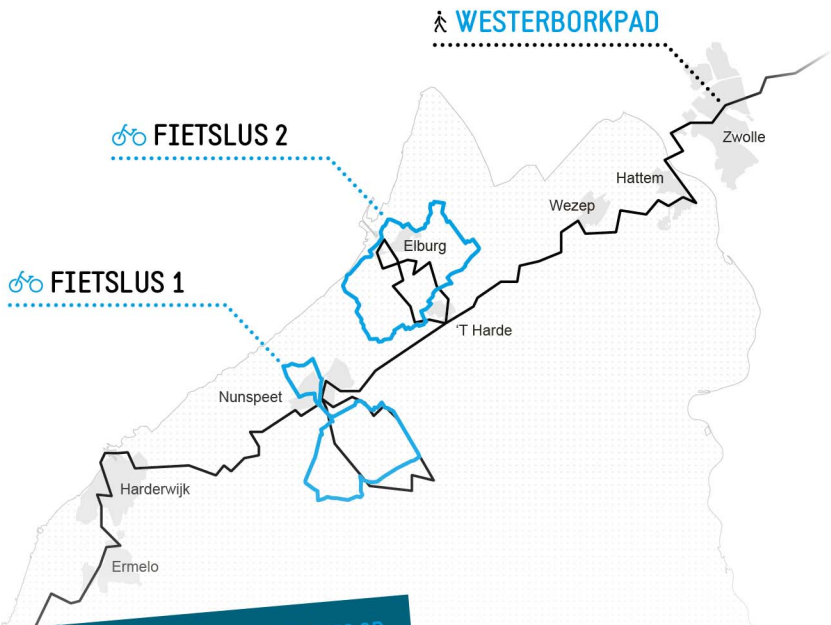 WESTERBORKPAD
Zwolle
FIETSLUS 2
Hattem
Wezep
Elburg
FIETSLUS 1
'T Harde
Nunspeet
Harderwijk
Ermelo